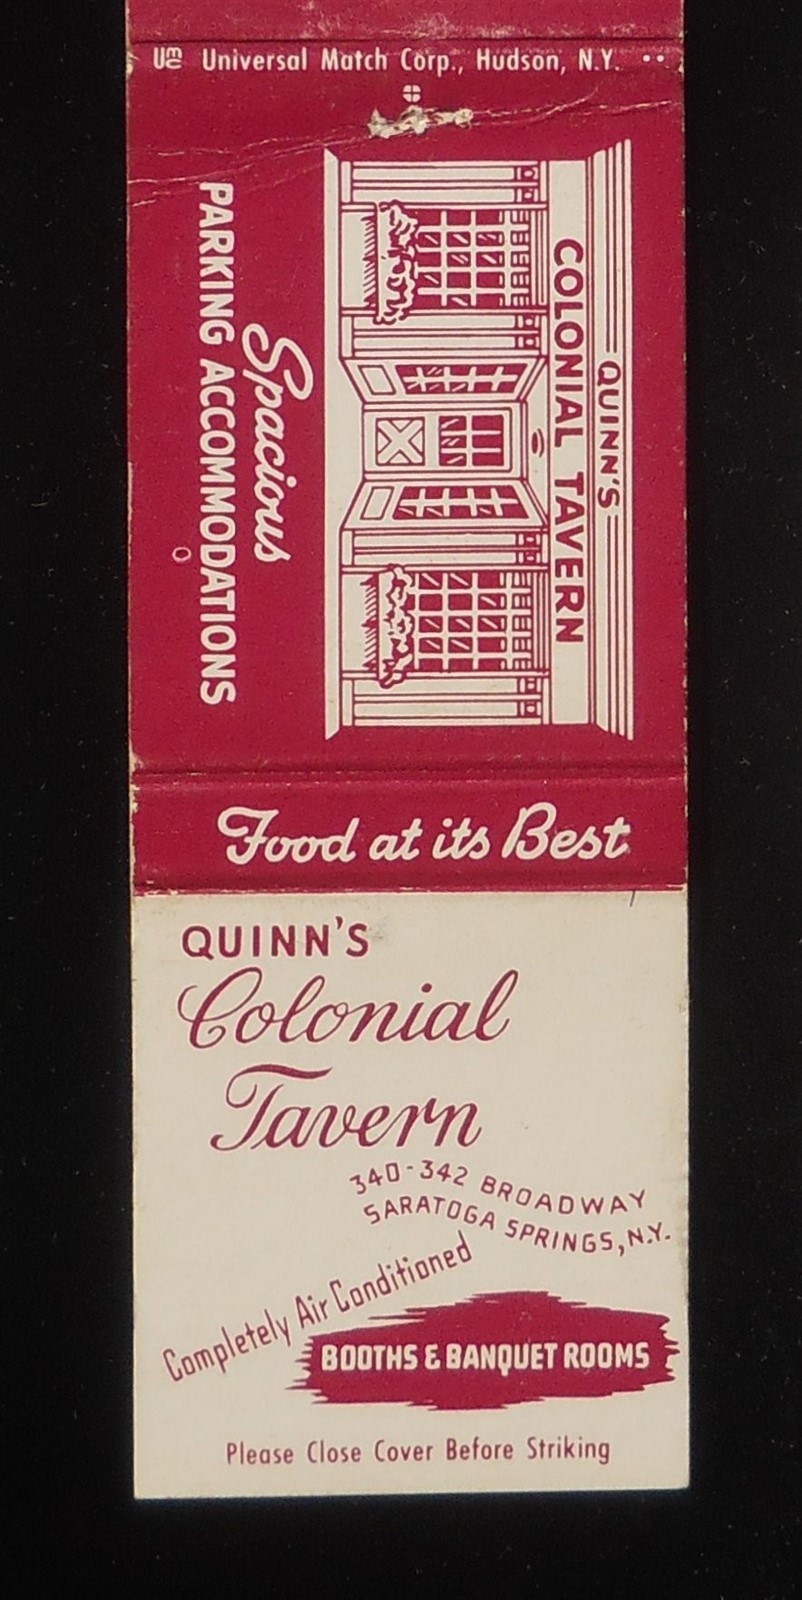 UMC Universal Match Corp., Hudson, N.Y.
QUINN'S
COLONIAL TAVERN
Spacious
PARKING ACCOMMODATIONS
Food at its Best
QUINN'S
Colonial
Tavern
340-342 BROADWAY
SARATOGA SPRINGS, N.Y.
Completely Air Conditioned
BOOTHS & BANQUET ROOMS
Please Close Cover Before Striking